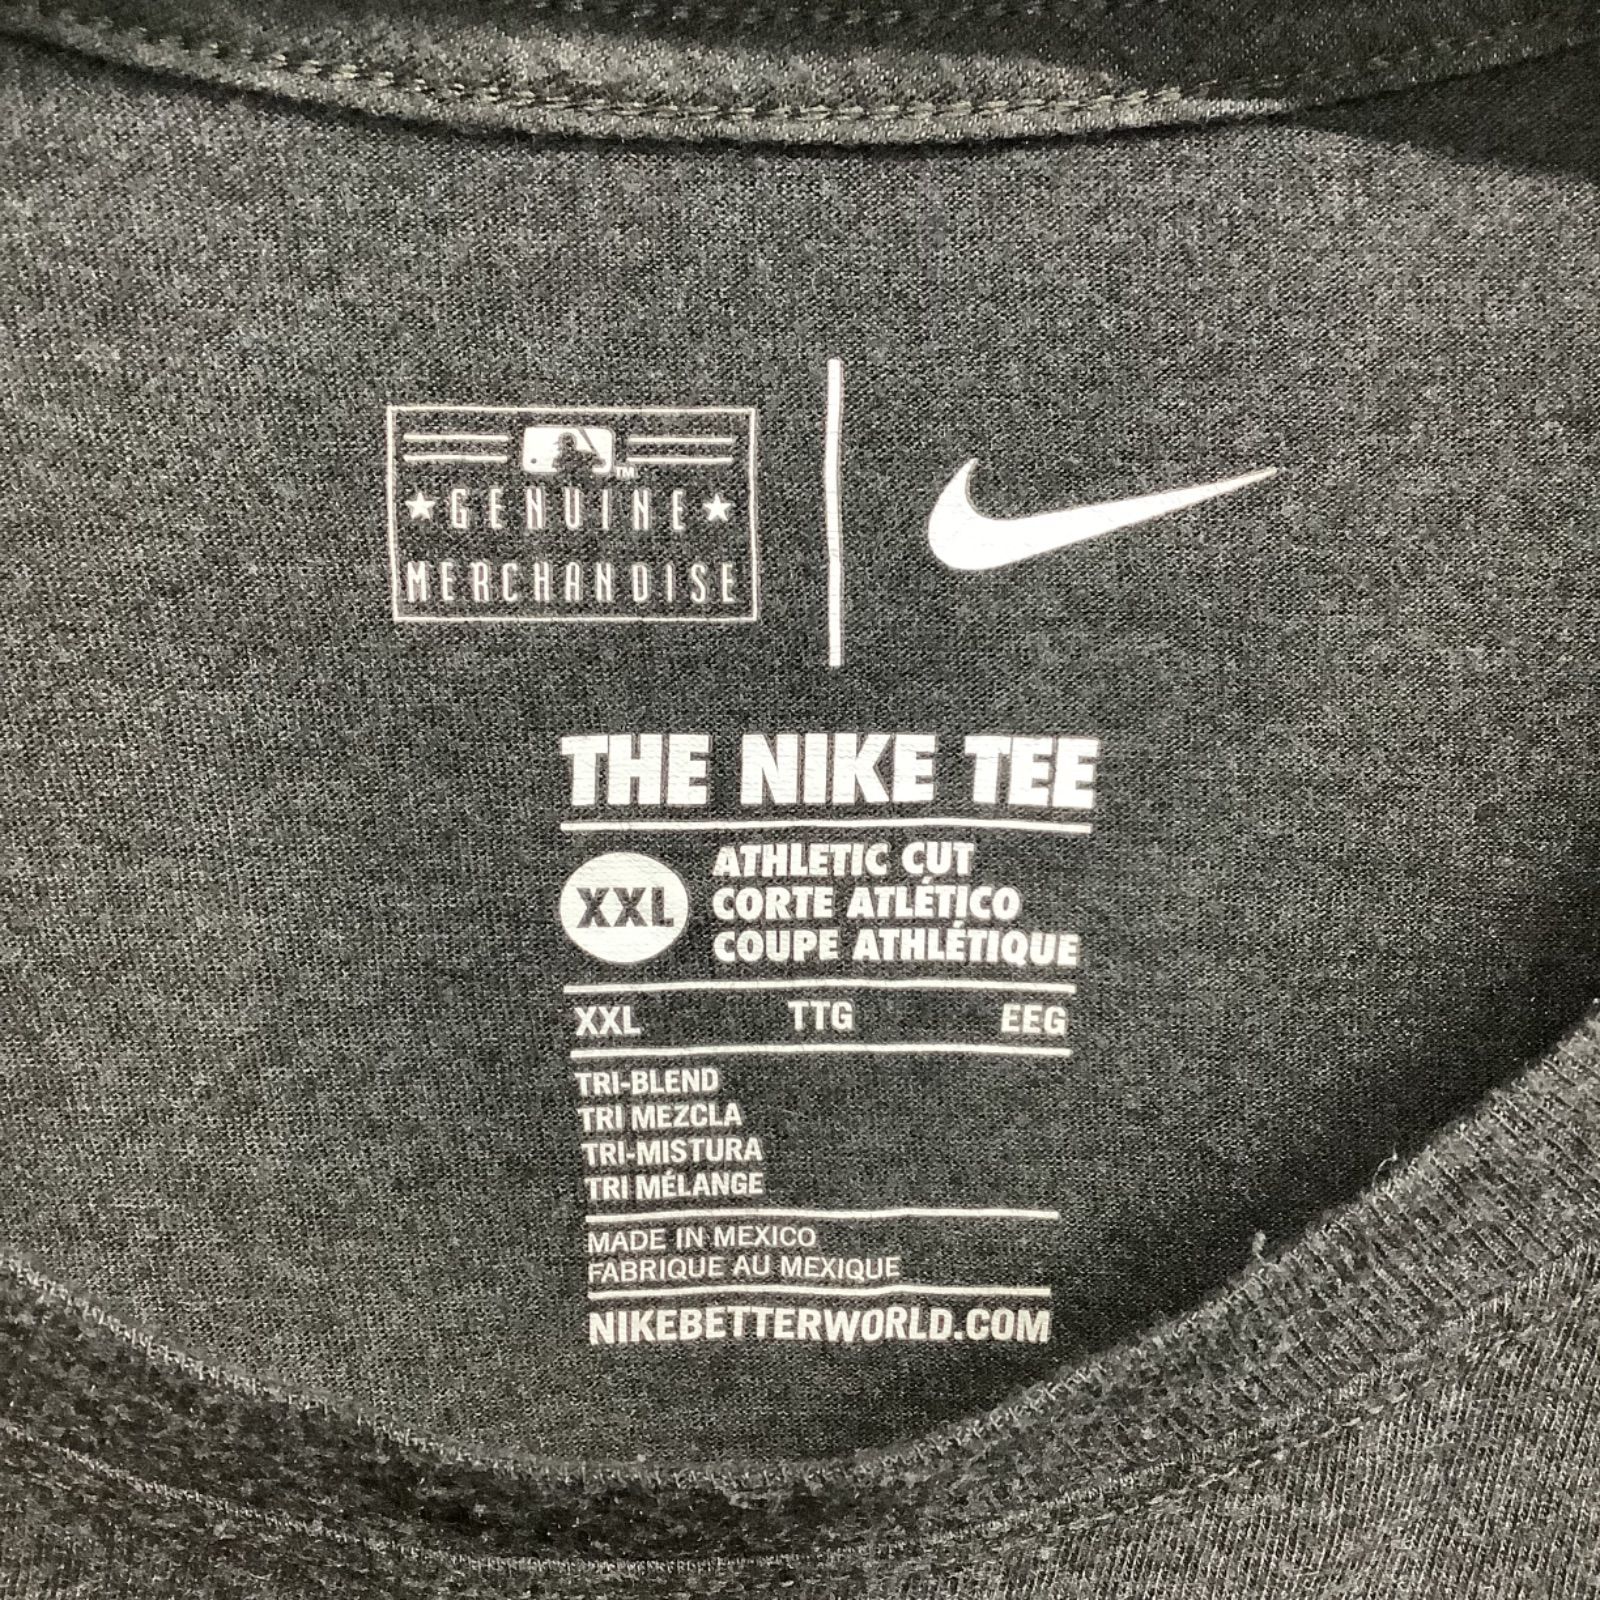 TM
GENUINE
MERCHANDISE
THE NIKE TEE
XXL
ATHLETIC CUT
CORTE ATLÉTICO
COUPE ATHLÉTIQUE
XXL TTG EEG
TRI-BLEND
TRI MEZCLA
TRI-MISTURA
TRI MÉLANGE
MADE IN MEXICO
FABRIQUE AU MEXIQUE
NIKEBETTERWORLD.COM